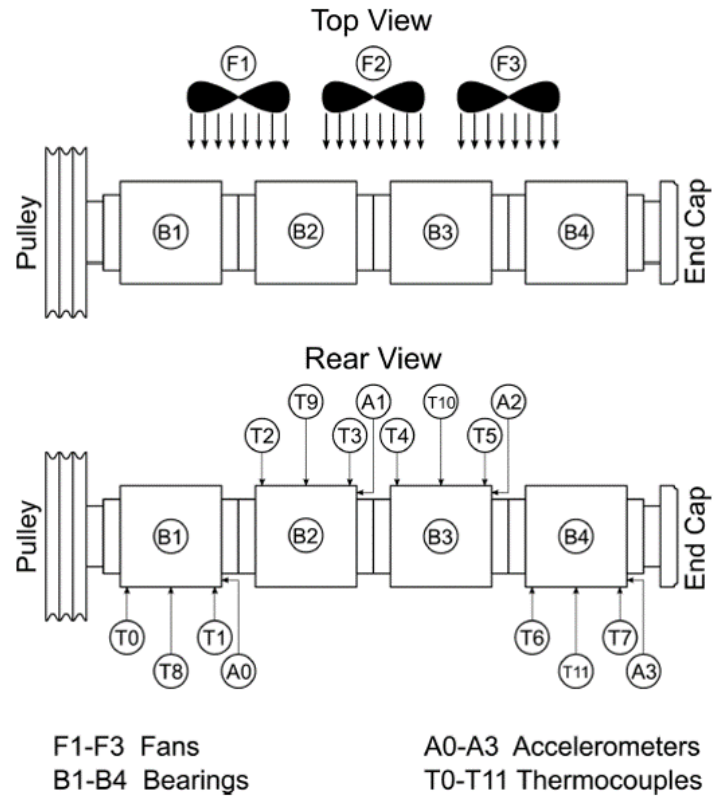 Top View
F1 F2 F3
Pulley B1 B2 B3 B4 End Cap
Rear View
T9 A1 T10 A2
T2 T3 T4 T5
Pulley B1 B2 B3 B4 End Cap
T0 T1 T6 T7
T8 A0 T11 A3
F1-F3 Fans A0-A3 Accelerometers
B1-B4 Bearings T0-T11 Thermocouples